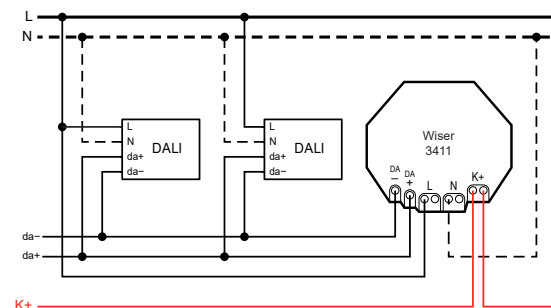 L
N
L
N
da+
da−
DALI
L
N
da+
da−
DALI
Wiser
3411
DA
−
DA
+
L
N
K+
da−
da+
K+